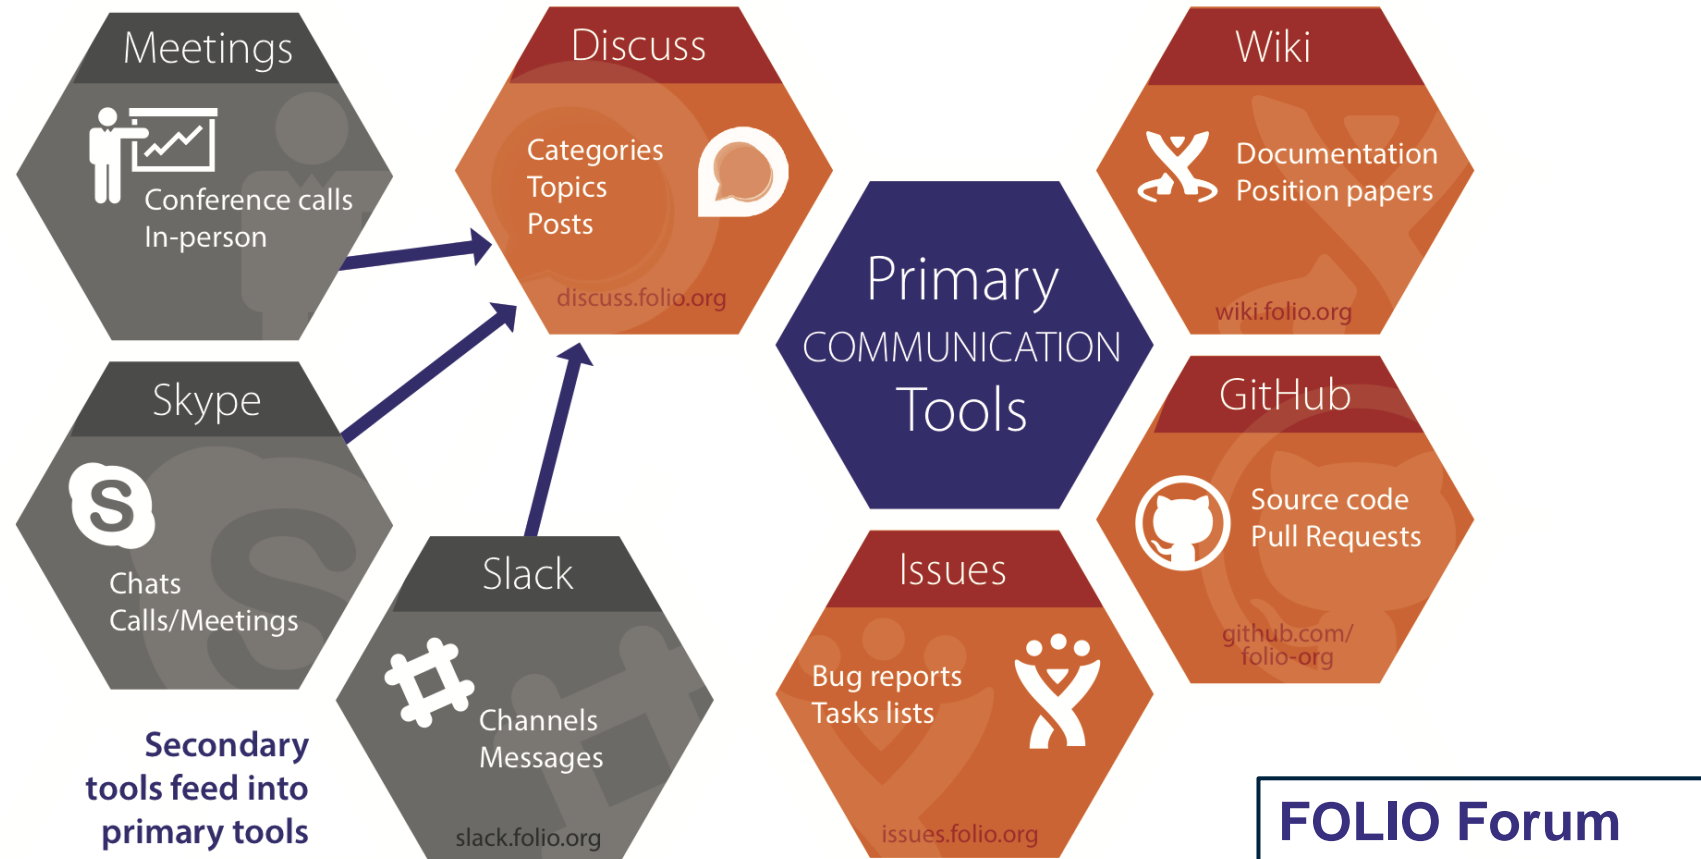 Meetings
Conference calls
In-person
Discuss
Categories
Topics
Posts
discuss.folio.org
Wiki
Documentation
Position papers
wiki.folio.org
Primary
COMMUNICATION
Tools
Skype
Chats
Calls/Meetings
GitHub
Source code
Pull Requests
github.com/
folio-org
Slack
Channels
Messages
slack.folio.org
Issues
Bug reports
Tasks lists
issues.folio.org
Secondary
tools feed into
primary tools
FOLIO Forum